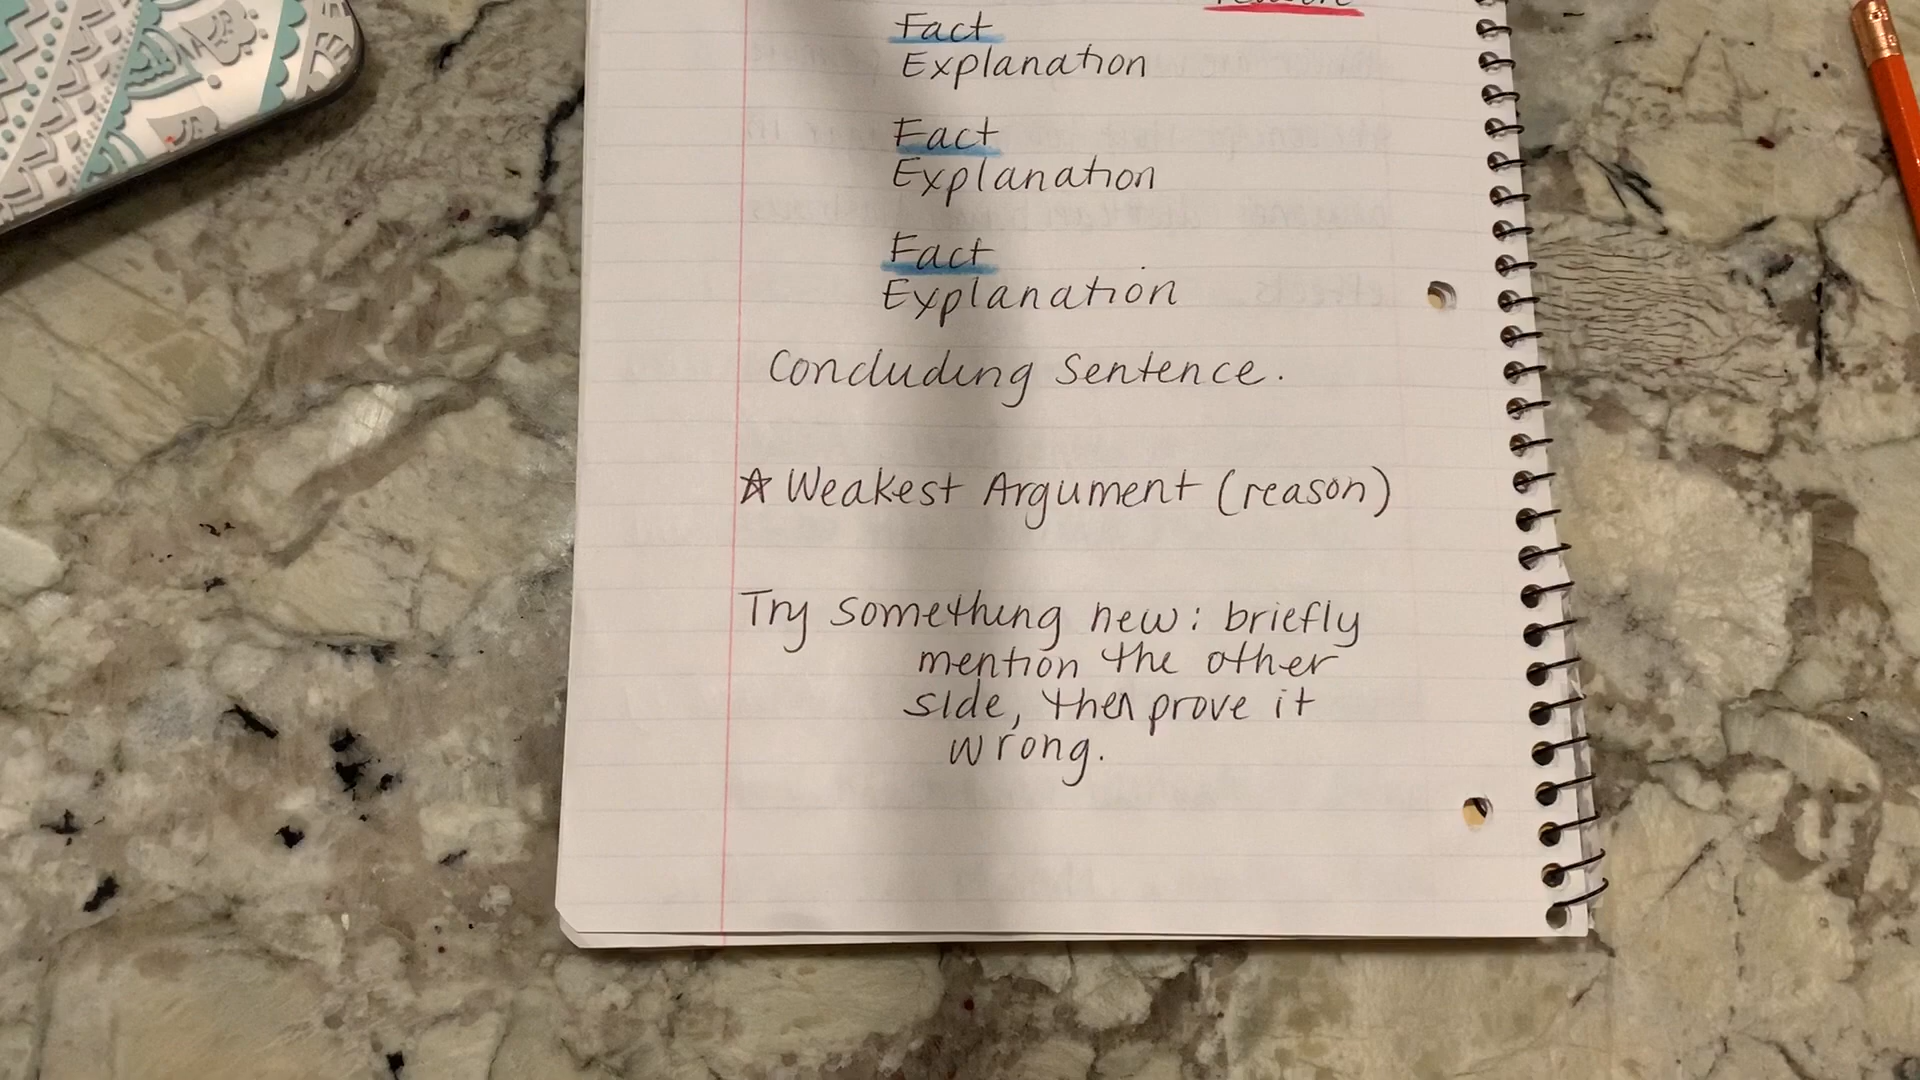 reason
Fact
Explanation
Fact
Explanation
Fact
Explanation
Concluding Sentence.
☆ Weakest Argument (reason)
Try something new: briefly
mention the other
side, then prove it
wrong.